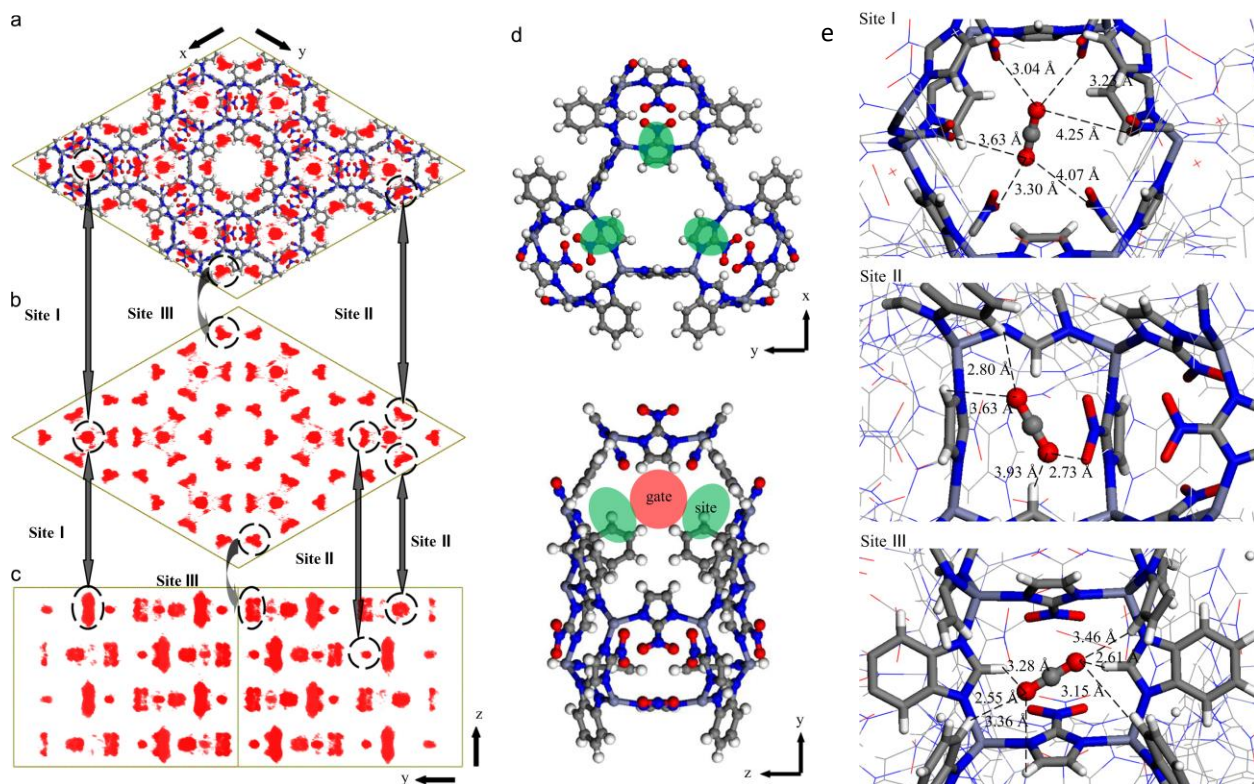 a
x
y
b
Site Ⅰ
Site Ⅲ
Site Ⅱ
Site Ⅰ
Site Ⅲ
Site Ⅱ
Site Ⅱ
c
z
y
d
x
y
gate
site
y
z
e
Site Ⅰ
3.04 Å
3.23 Å
3.63 Å
4.25 Å
4.07 Å
3.30 Å
Site Ⅱ
2.80 Å
3.63 Å
3.93 Å
2.73 Å
Site Ⅲ
3.46 Å
3.28 Å
2.61
2.55 Å
3.15 Å
3.36 Å